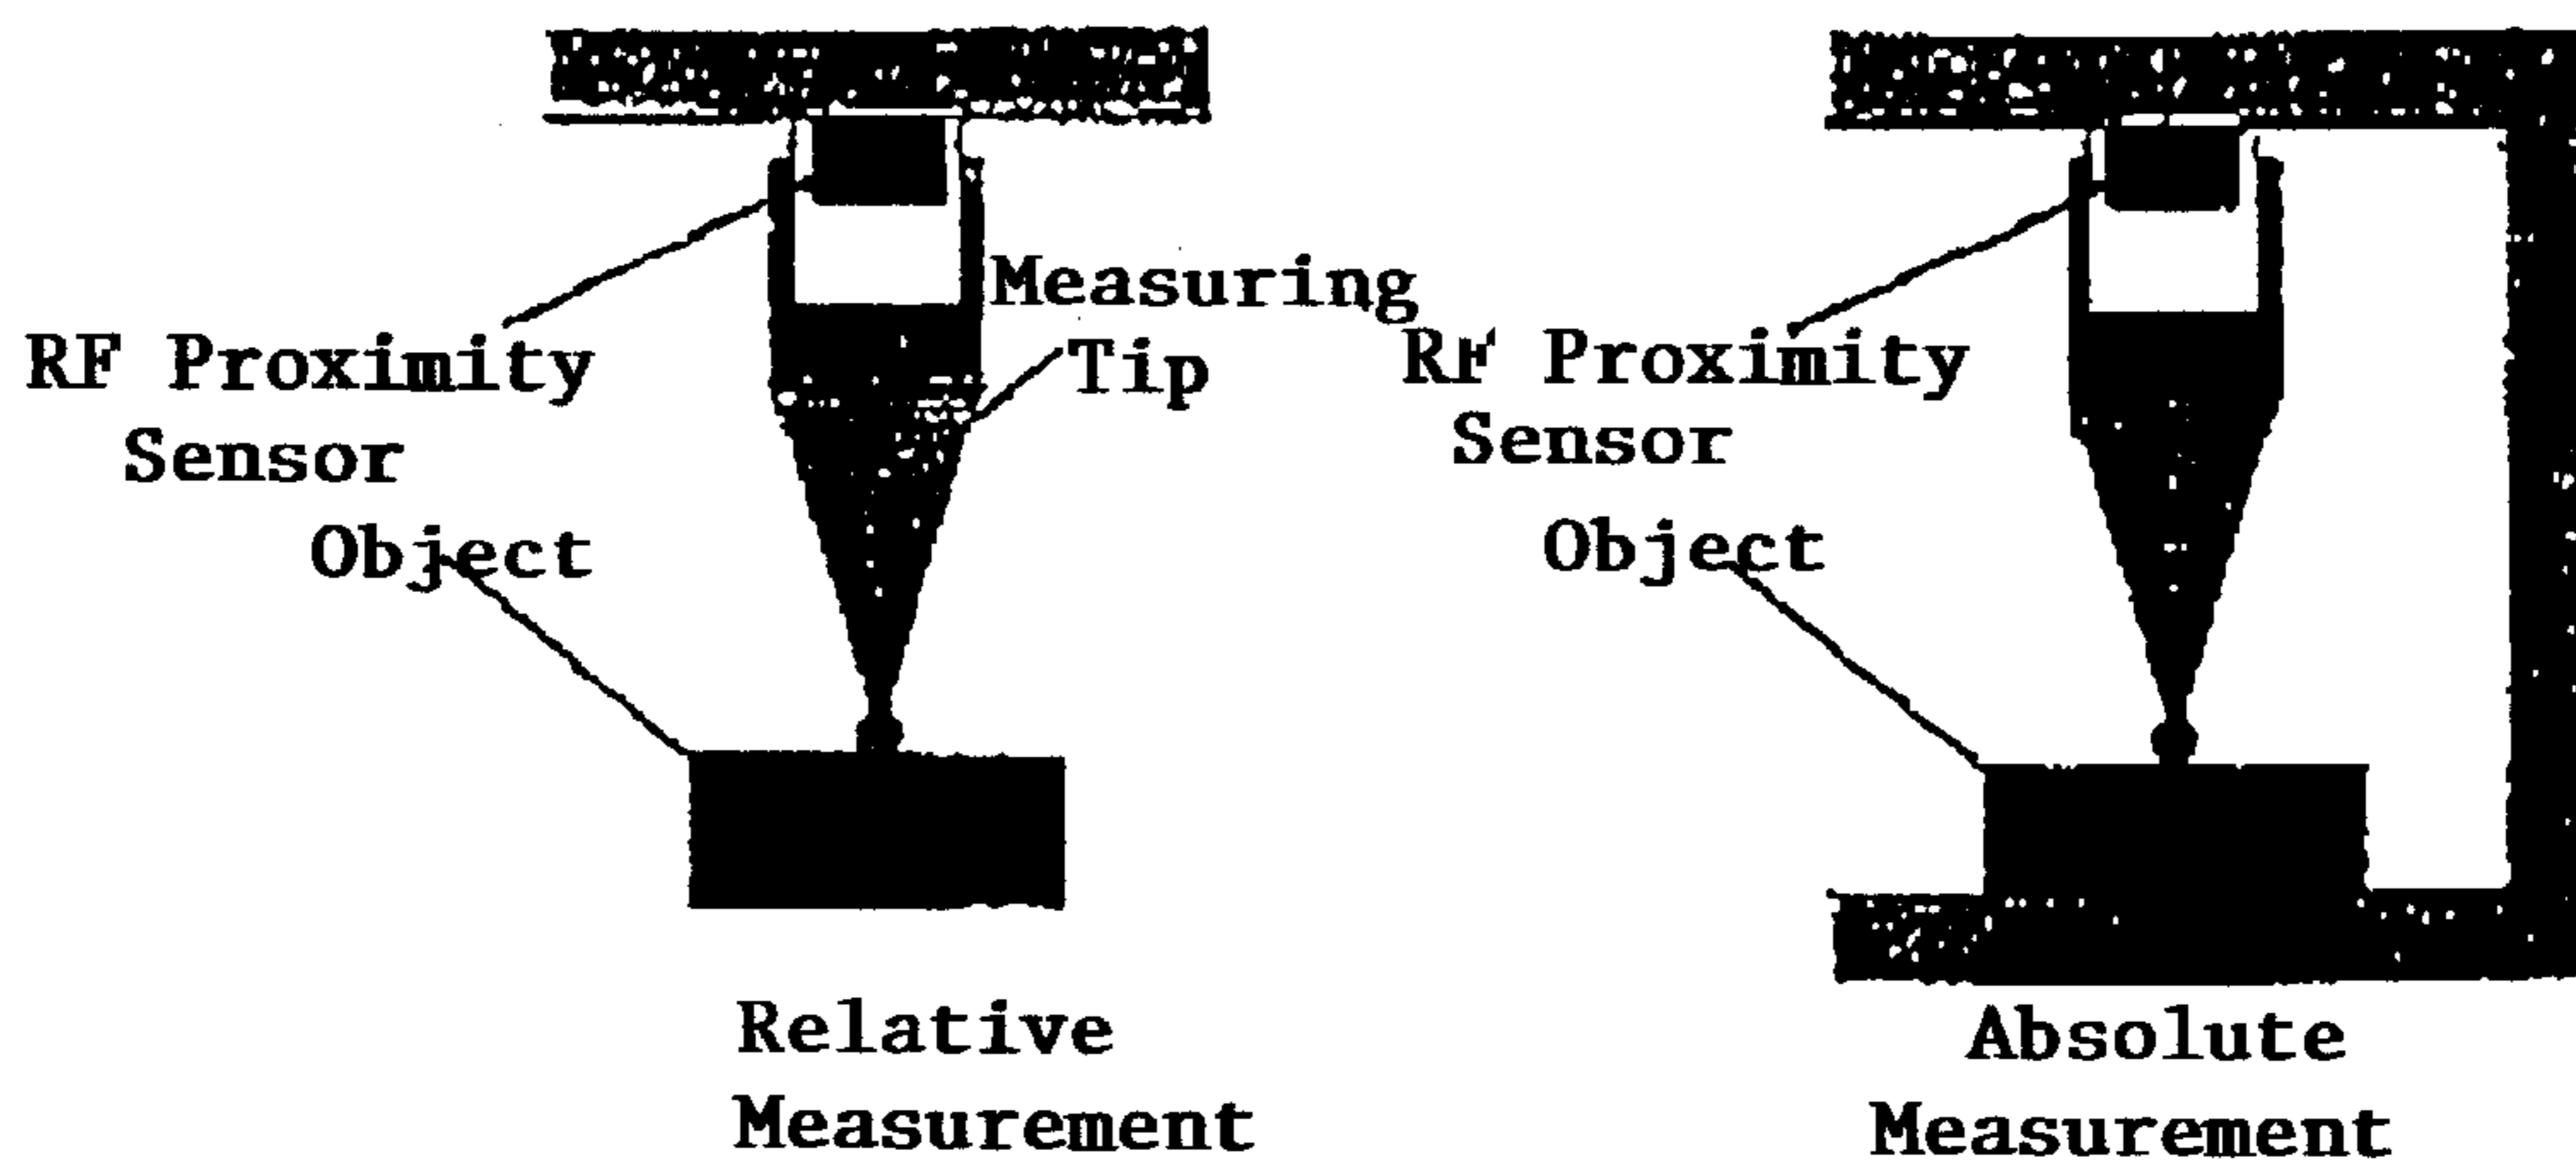 Measuring
Tip
RF Proximity
Sensor
Object
Relative
Measurement
RF Proximity
Sensor
Object
Absolute
Measurement